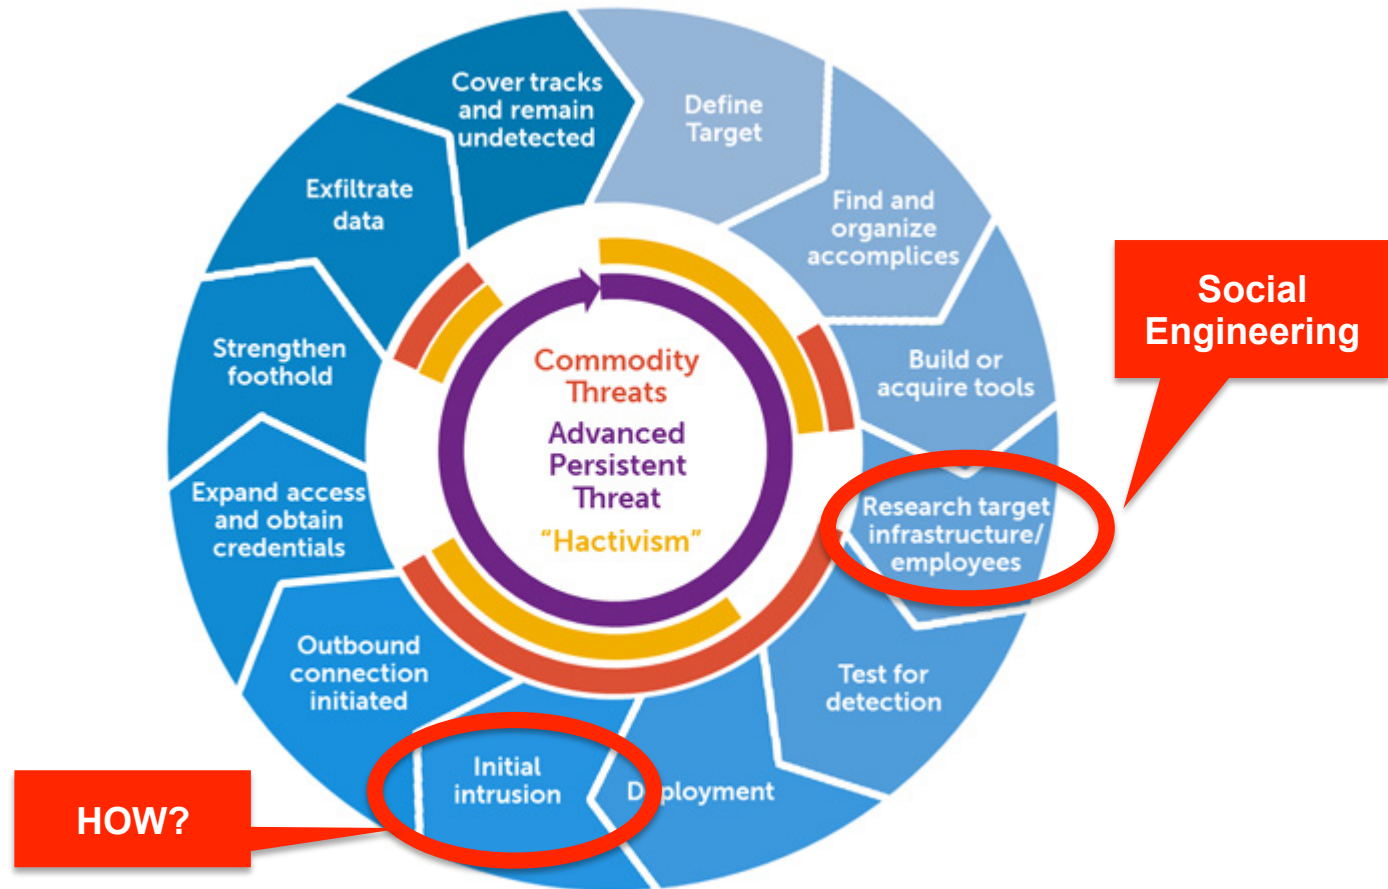 Cover tracks
and remain
undetected
Define
Target
Find and
organize
accomplices
Build or
acquire tools
Research target
infrastructure/
employees
Test for
detection
Deployment
Initial
intrusion
Outbound
connection
initiated
Expand access
and obtain
credentials
Strengthen
foothold
Exfiltrate
data
Commodity
Threats
Advanced
Persistent
Threat
"Hactivism"
Social
Engineering
HOW?